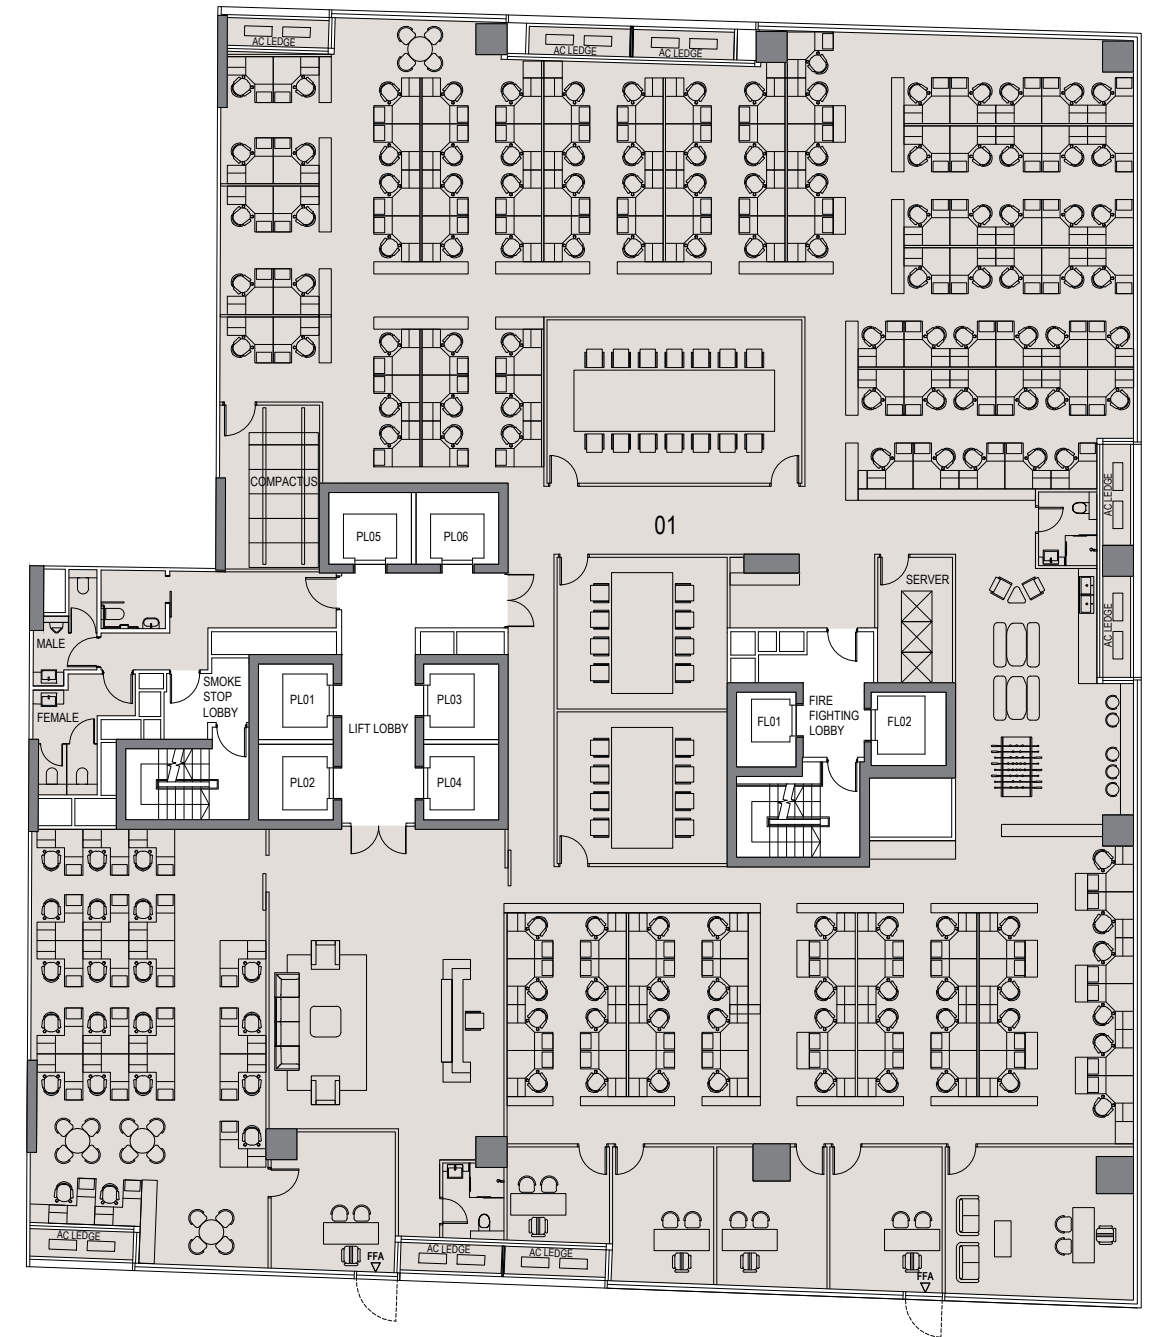 AC LEDGE
AC LEDGE
AC LEDGE
COMPACTUS
AC LEDGE
01
PL05
PL06
SERVER
AC LEDGE
MALE
SMOKE
STOP
LOBBY
PL01
PL03
FEMALE
LIFT LOBBY
FL01
FIRE
FIGHTING
LOBBY
FL02
PL02
PL04
AC LEDGE
AC LEDGE
AC LEDGE
FFA
FFA